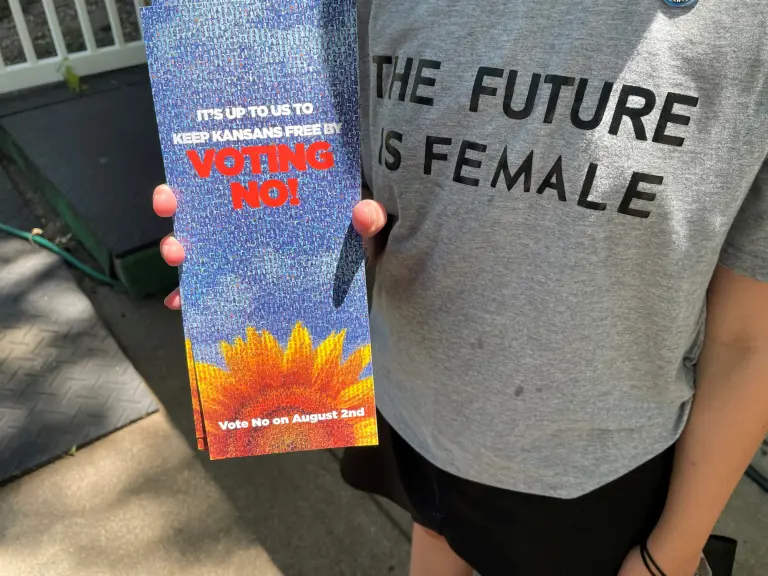 IT'S UP TO US TO
KEEP KANSANS FREE BY
VOTING
NO!
Vote No on August 2nd
THE FUTURE
IS FEMALE